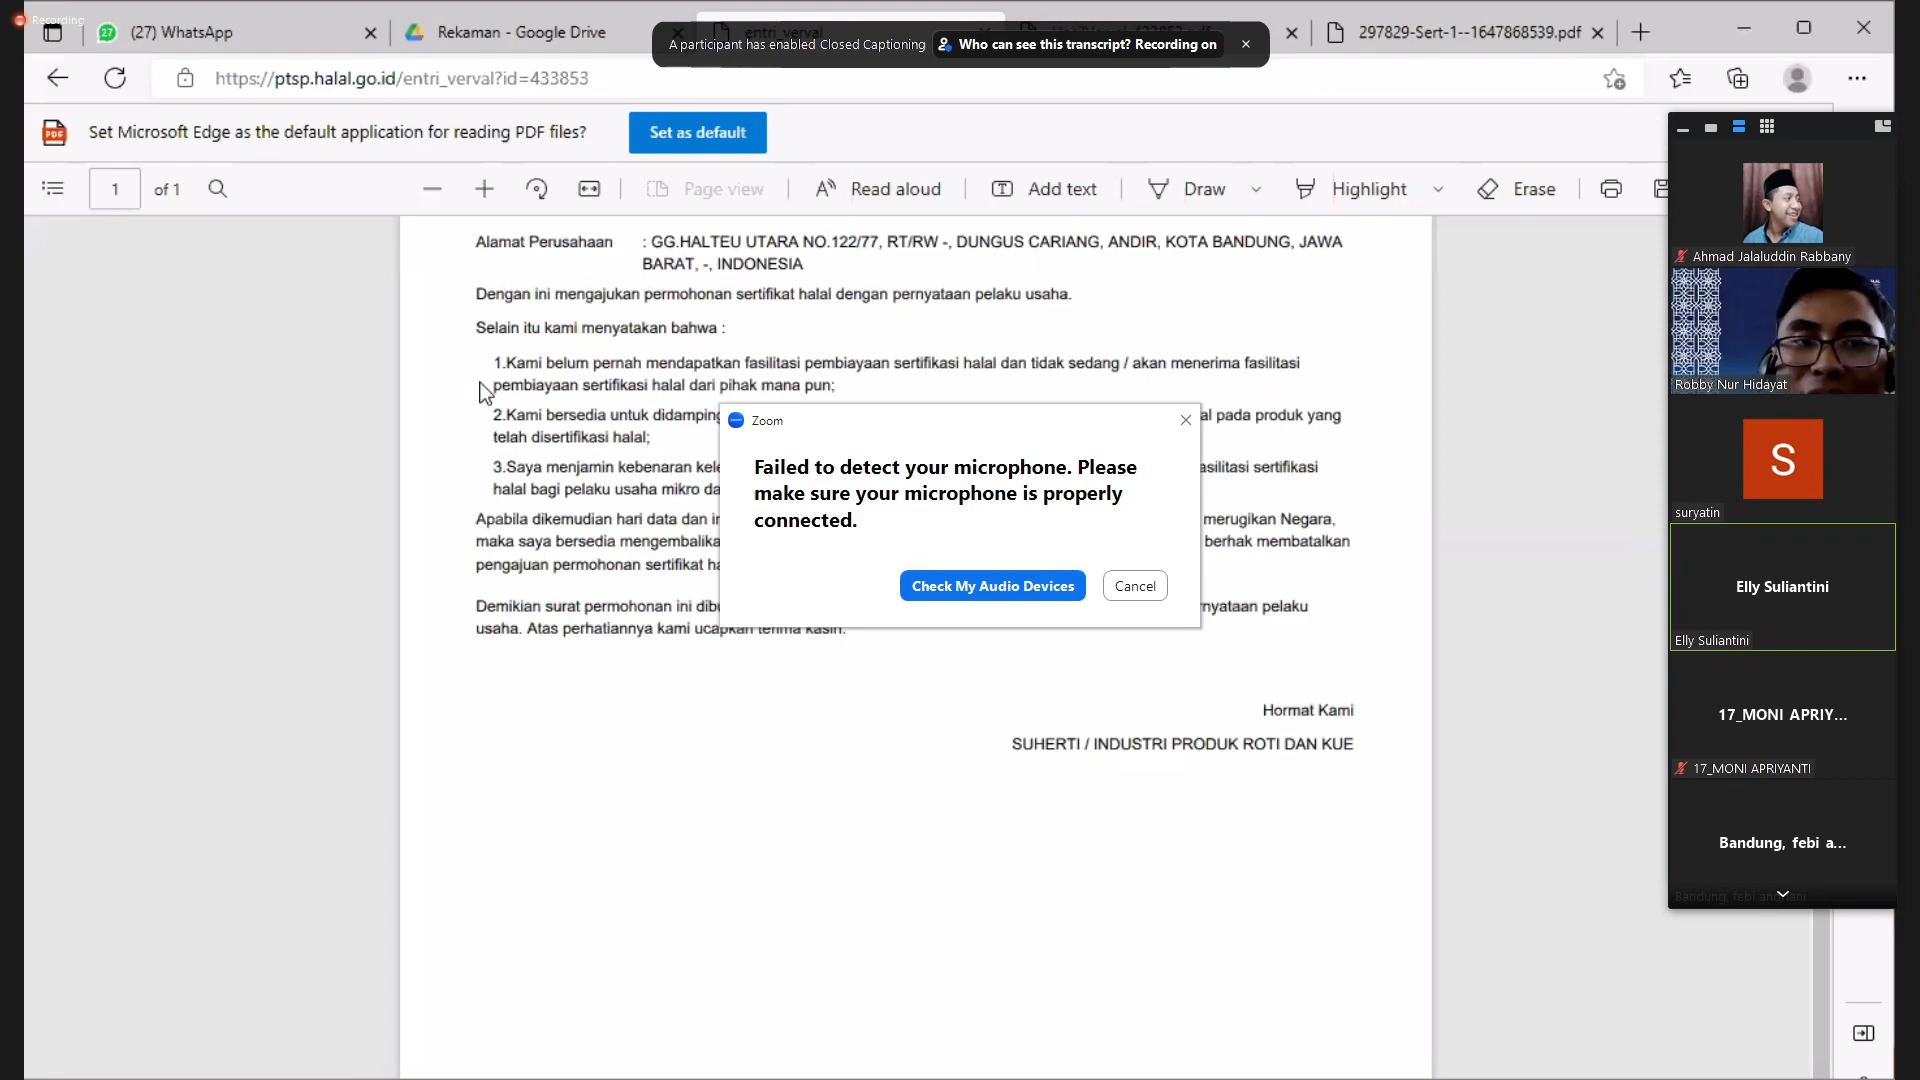 Recording
(27) WhatsApp
Rekaman - Google Drive
entri_verval
297829-Sert-1--1647868539.pdf
A participant has enabled Closed Captioning Who can see this transcript? Recording on
https://ptsp.halal.go.id/entri_verval?id=433853
Set Microsoft Edge as the default application for reading PDF files? Set as default
1 of 1 Page view Read aloud Add text Draw Highlight Erase
Alamat Perusahaan : GG.HALTEU UTARA NO.122/77, RT/RW -, DUNGUS CARIANG, ANDIR, KOTA BANDUNG, JAWA
BARAT, -, INDONESIA
Dengan ini mengajukan permohonan sertifikat halal dengan pernyataan pelaku usaha.
Selain itu kami menyatakan bahwa :
1.Kami belum pernah mendapatkan fasilitasi pembiayaan sertifikasi halal dan tidak sedang / akan menerima fasilitasi
pembiayaan sertifikasi halal dari pihak mana pun;
2.Kami bersedia untuk didamping al pada produk yang
telah disertifikasi halal;
3.Saya menjamin kebenaran kele asilitasi sertifikasi
halal bagi pelaku usaha mikro da
Apabila dikemudian hari data dan in merugikan Negara,
maka saya bersedia mengembalika berhak membatalkan
pengajuan permohonan sertifikat ha
Demikian surat permohonan ini dibu nyataan pelaku
usaha. Atas perhatiannya kami ucapkan terima kasih.
Hormat Kami
SUHERTI / INDUSTRI PRODUK ROTI DAN KUE
Zoom
Failed to detect your microphone. Please
make sure your microphone is properly
connected.
Check My Audio Devices
Cancel
Ahmad Jalaluddin Rabbany
Robby Nur Hidayat
S
suryatin
Elly Suliantini
Elly Suliantini
17_MONI APRIY...
17_MONI APRIYANTI
Bandung, febi a...
Bandung, febi andriani